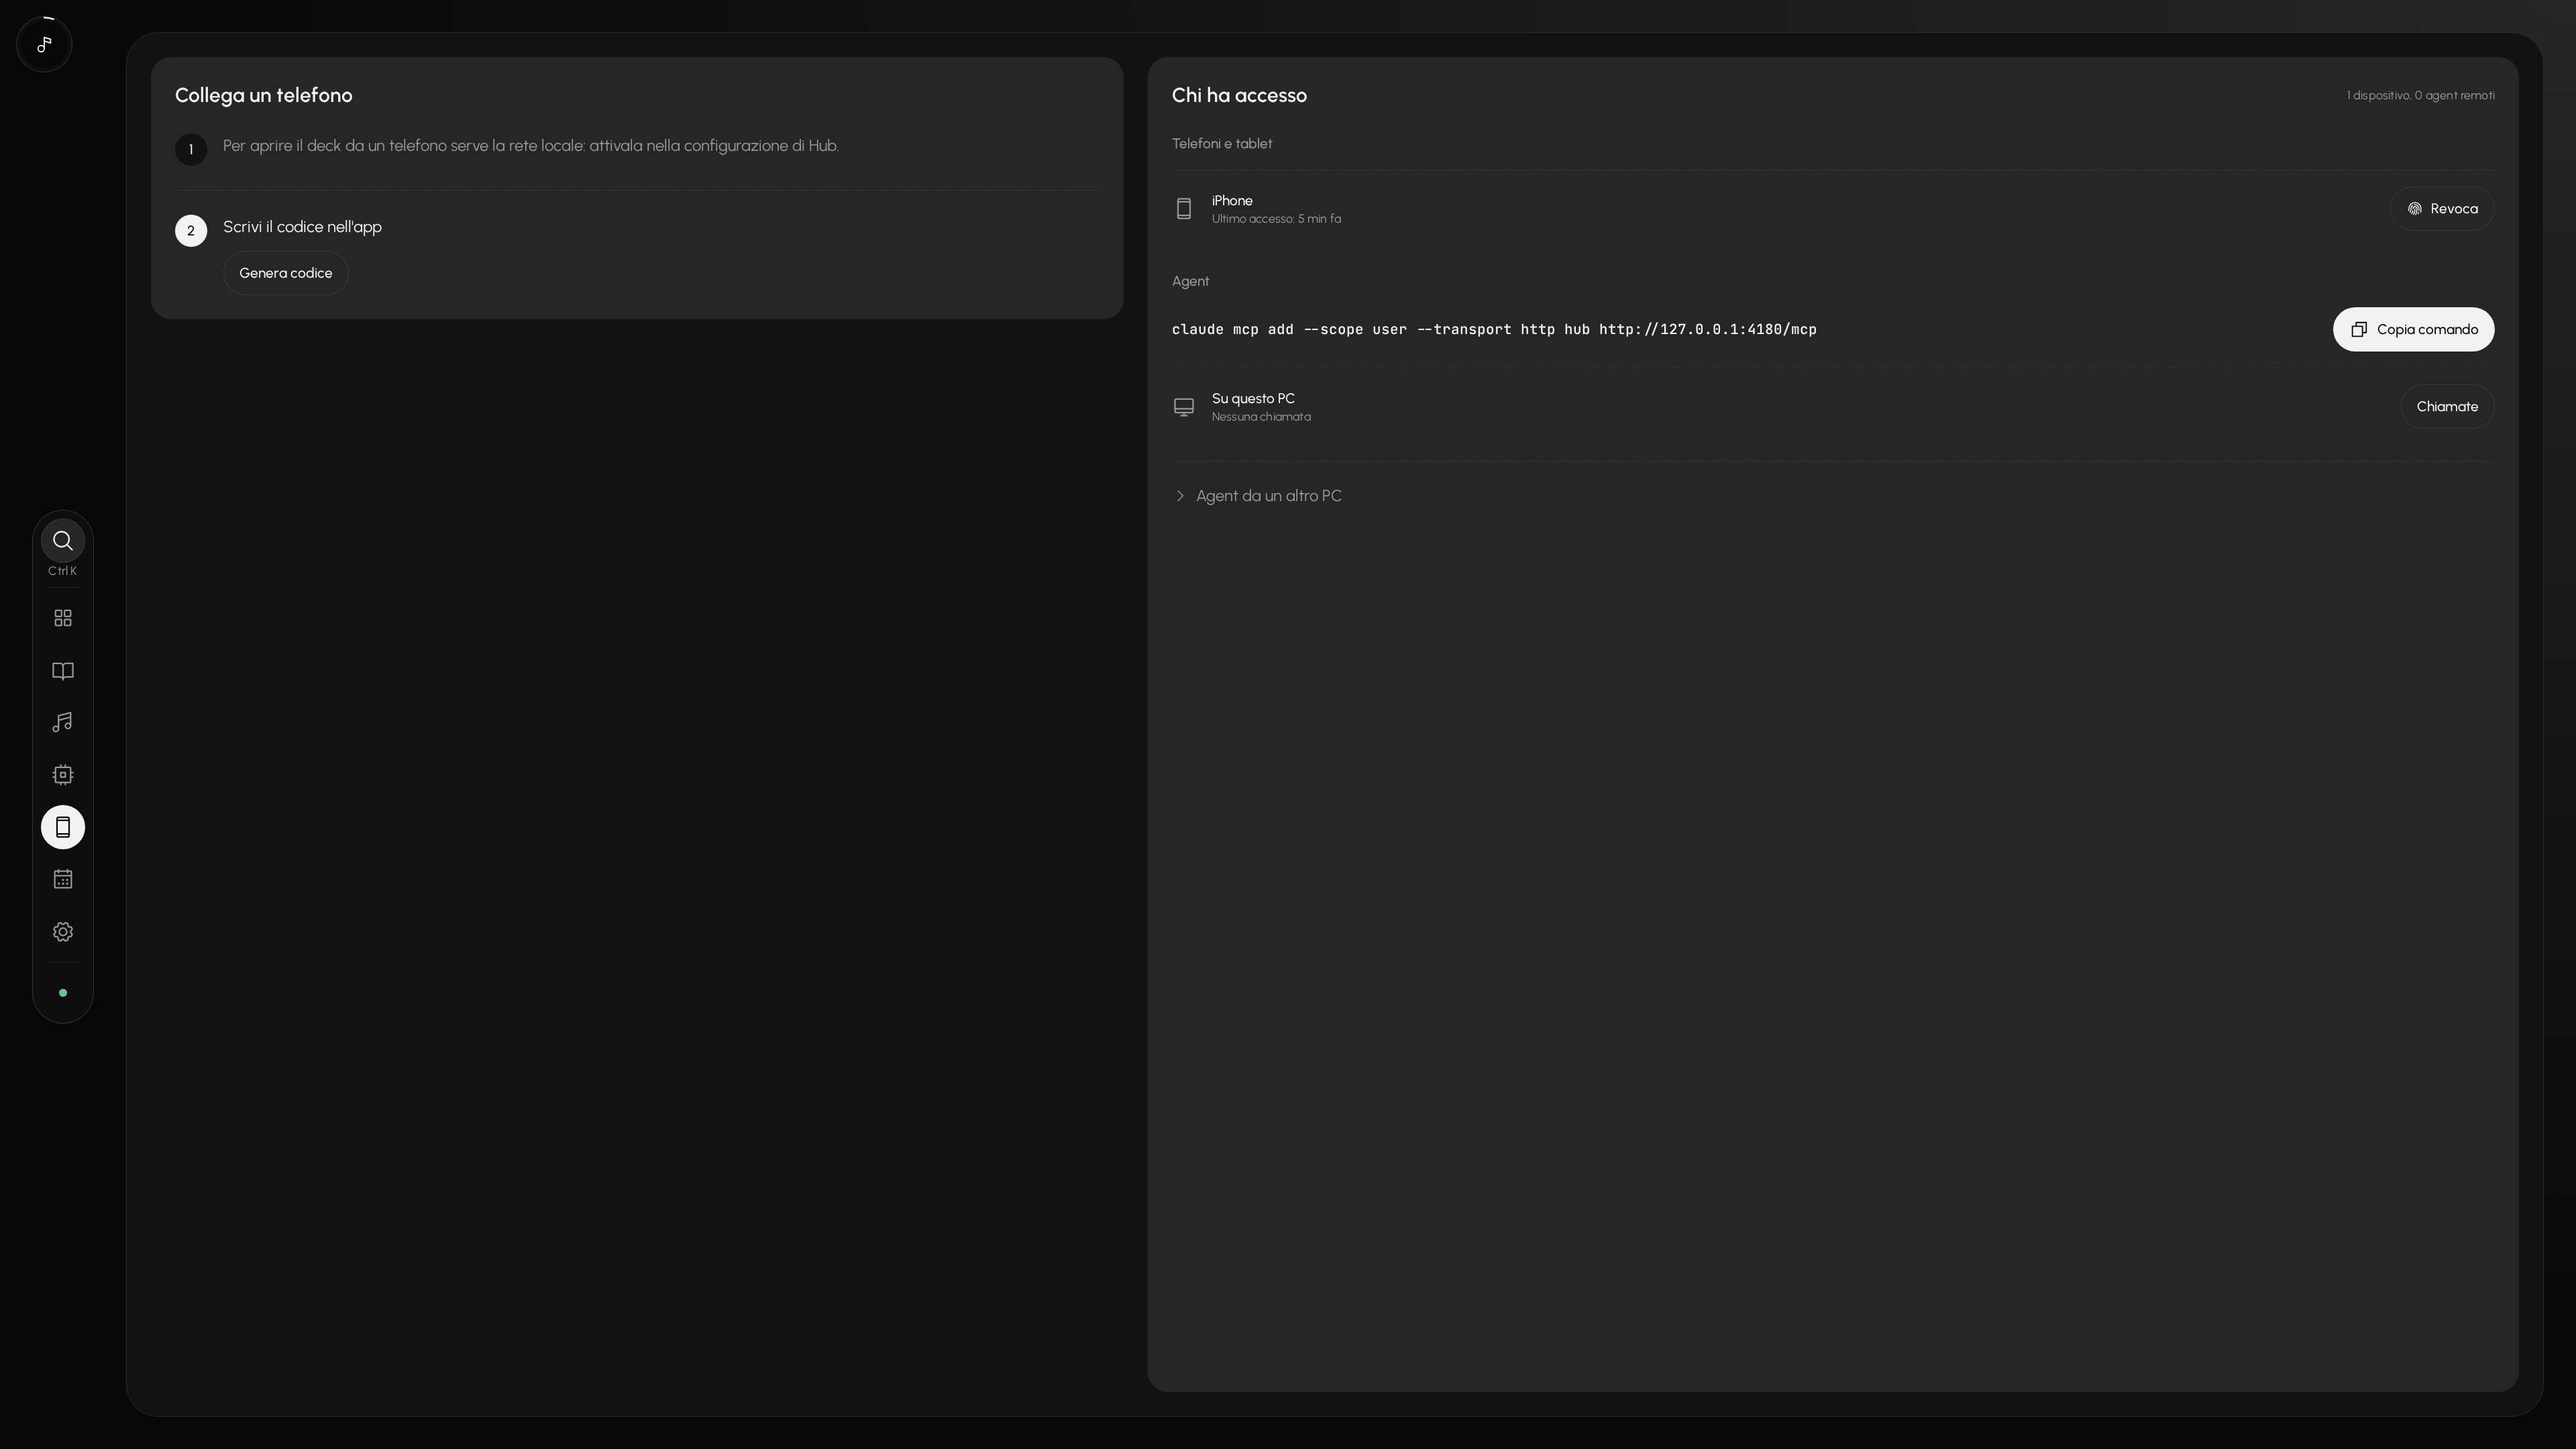 Collega un telefono
1
Per aprire il deck da un telefono serve la rete locale: attivala nella configurazione di Hub.
2
Scrivi il codice nell'app
Genera codice
Chi ha accesso
1 dispositivo, 0 agent remoti
Telefoni e tablet
iPhone
Ultimo accesso: 5 min fa
Revoca
Agent
claude mcp add --scope user --transport http hub http://127.0.0.1:4180/mcp
Copia comando
Su questo PC
Nessuna chiamata
Chiamate
Agent da un altro PC
Ctrl K